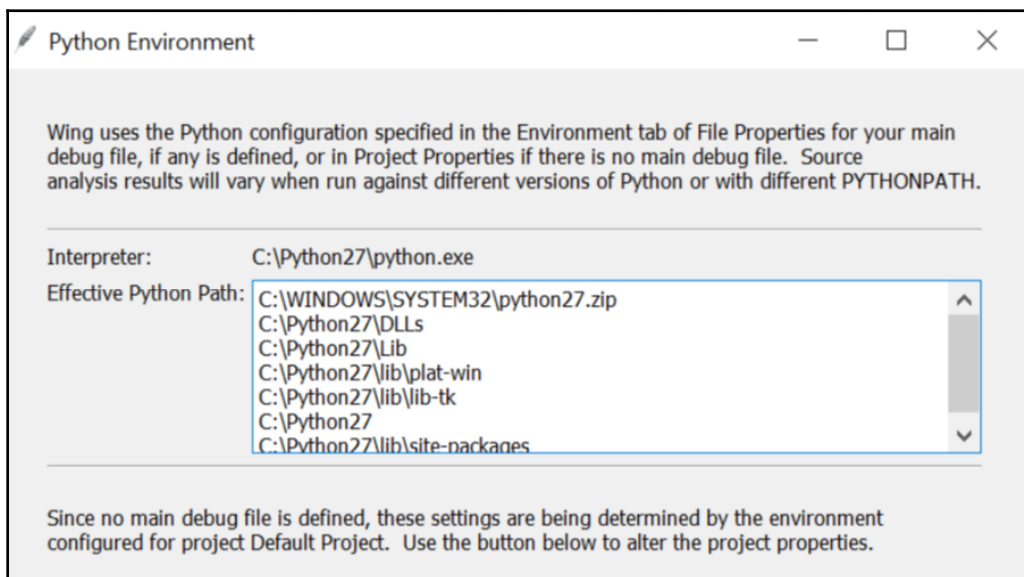 Python Environment
Wing uses the Python configuration specified in the Environment tab of File Properties for your main
debug file, if any is defined, or in Project Properties if there is no main debug file.  Source
analysis results will vary when run against different versions of Python or with different PYTHONPATH.
Interpreter: C:\Python27\python.exe
Effective Python Path:
C:\WINDOWS\SYSTEM32\python27.zip
C:\Python27\DLLs
C:\Python27\Lib
C:\Python27\lib\plat-win
C:\Python27\lib\lib-tk
C:\Python27
C:\Python27\lib\site-packages
Since no main debug file is defined, these settings are being determined by the environment
configured for project Default Project.  Use the button below to alter the project properties.